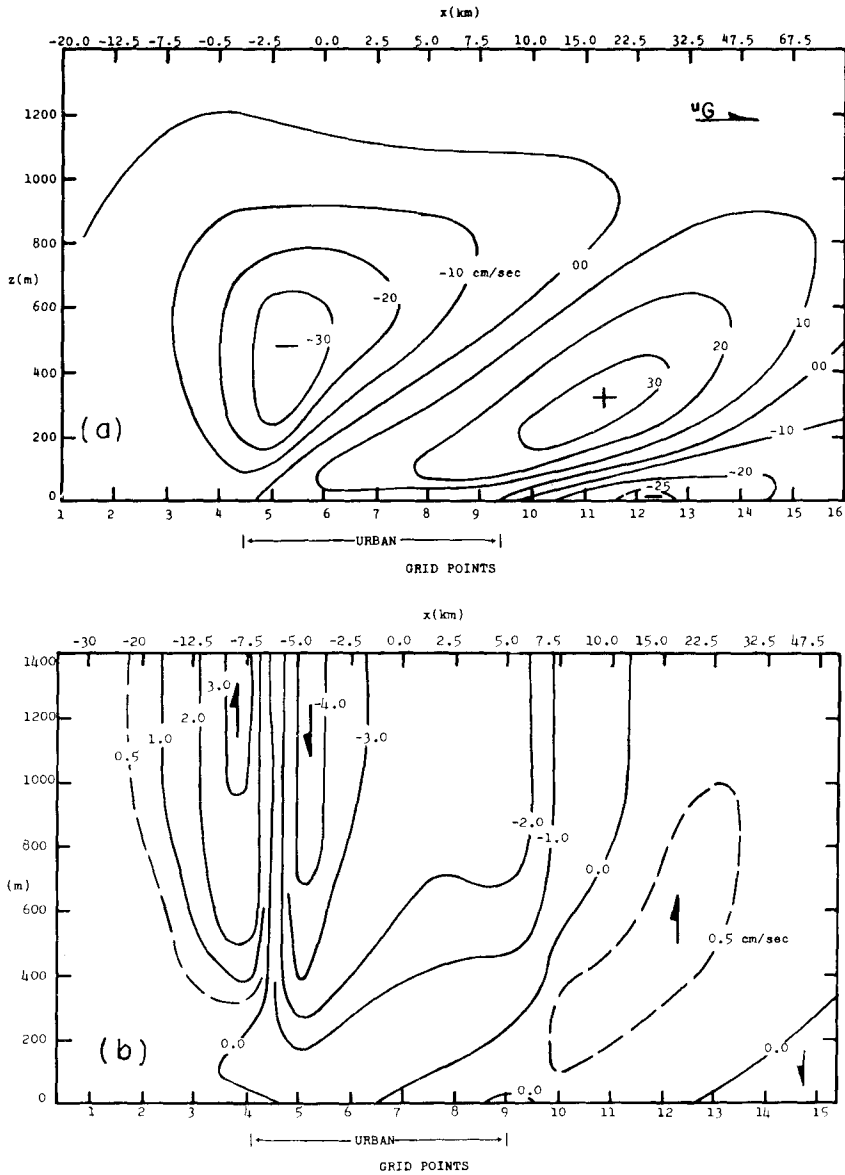 x(km)
-20.0 -12.5 -7.5 -0.5 -2.5 0.0 2.5 5.0 7.5 10.0 15.0 22.5 32.5 47.5 67.5
uG
1200
1000
800
z(m)
600
400
200
0
-10 cm/sec
00
-20
-30
−
10
20
00
30
+
-10
-20
-25
−
(a)
1 2 3 4 5 6 7 8 9 10 11 12 13 14 15 16
URBAN
GRID POINTS
x(km)
-30 -20 -12.5 -7.5 -5.0 -2.5 0.0 2.5 5.0 7.5 10.0 15.0 22.5 32.5 47.5
1400
1200
1000
800
(m)
600
400
200
0
3.0
-4.0
2.0
1.0
0.5
-3.0
-2.0
-1.0
0.0
0.5 cm/sec
0.0
0.0
0.0
(b)
1 2 3 4 5 6 7 8 9 10 11 12 13 14 15
URBAN
GRID POINTS